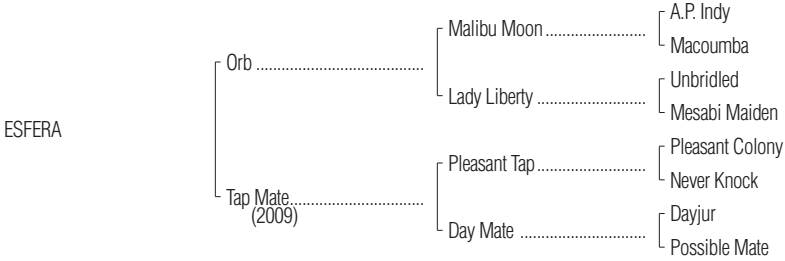 A.P. Indy
Malibu Moon ........................
Macoumba
Orb ........................................
Unbridled
Lady Liberty ..........................
Mesabi Maiden
ESFERA
Pleasant Colony
Pleasant Tap..........................
Never Knock
Tap Mate................................
(2009)
Dayjur
Day Mate ..............................
Possible Mate